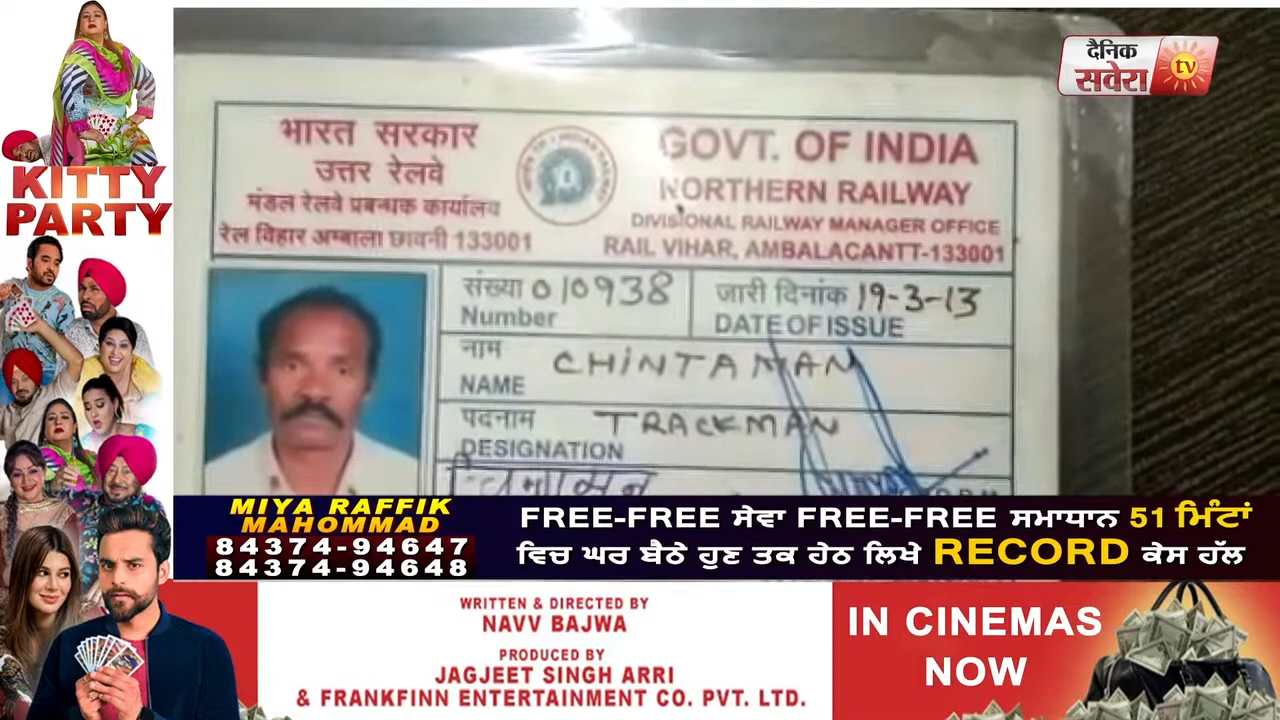 दैनिक
सवेरा
tv
KITTY
PARTY
भारत सरकार
उत्तर रेलवे
मंडल रेलवे प्रबन्धक कार्यालय
रेल विहार अम्बाला छावनी 133001
GOVT. OF INDIA
NORTHERN RAILWAY
DIVISIONAL RAILWAY MANAGER OFFICE
RAIL VIHAR, AMBALACANTT-133001
संख्या 010938
Number
जारी दिनांक 19-3-13
DATE OF ISSUE
नाम
NAME
CHINTAMAN
पदनाम
DESIGNATION
TRACKMAN
MIYA RAFFIK
MAHOMMAD
84374-94647
84374-94648
FREE-FREE ਸੇਵਾ FREE-FREE ਸਮਾਧਾਨ 51 ਮਿੰਟਾਂ
ਵਿਚ ਘਰ ਬੈਠੇ ਹੁਣ ਤਕ ਹੇਠ ਲਿਖੇ RECORD ਕੇਸ ਹੱਲ
WRITTEN & DIRECTED BY
NAVV BAJWA
PRODUCED BY
JAGJEET SINGH ARRI
& FRANKFINN ENTERTAINMENT CO. PVT. LTD.
IN CINEMAS
NOW